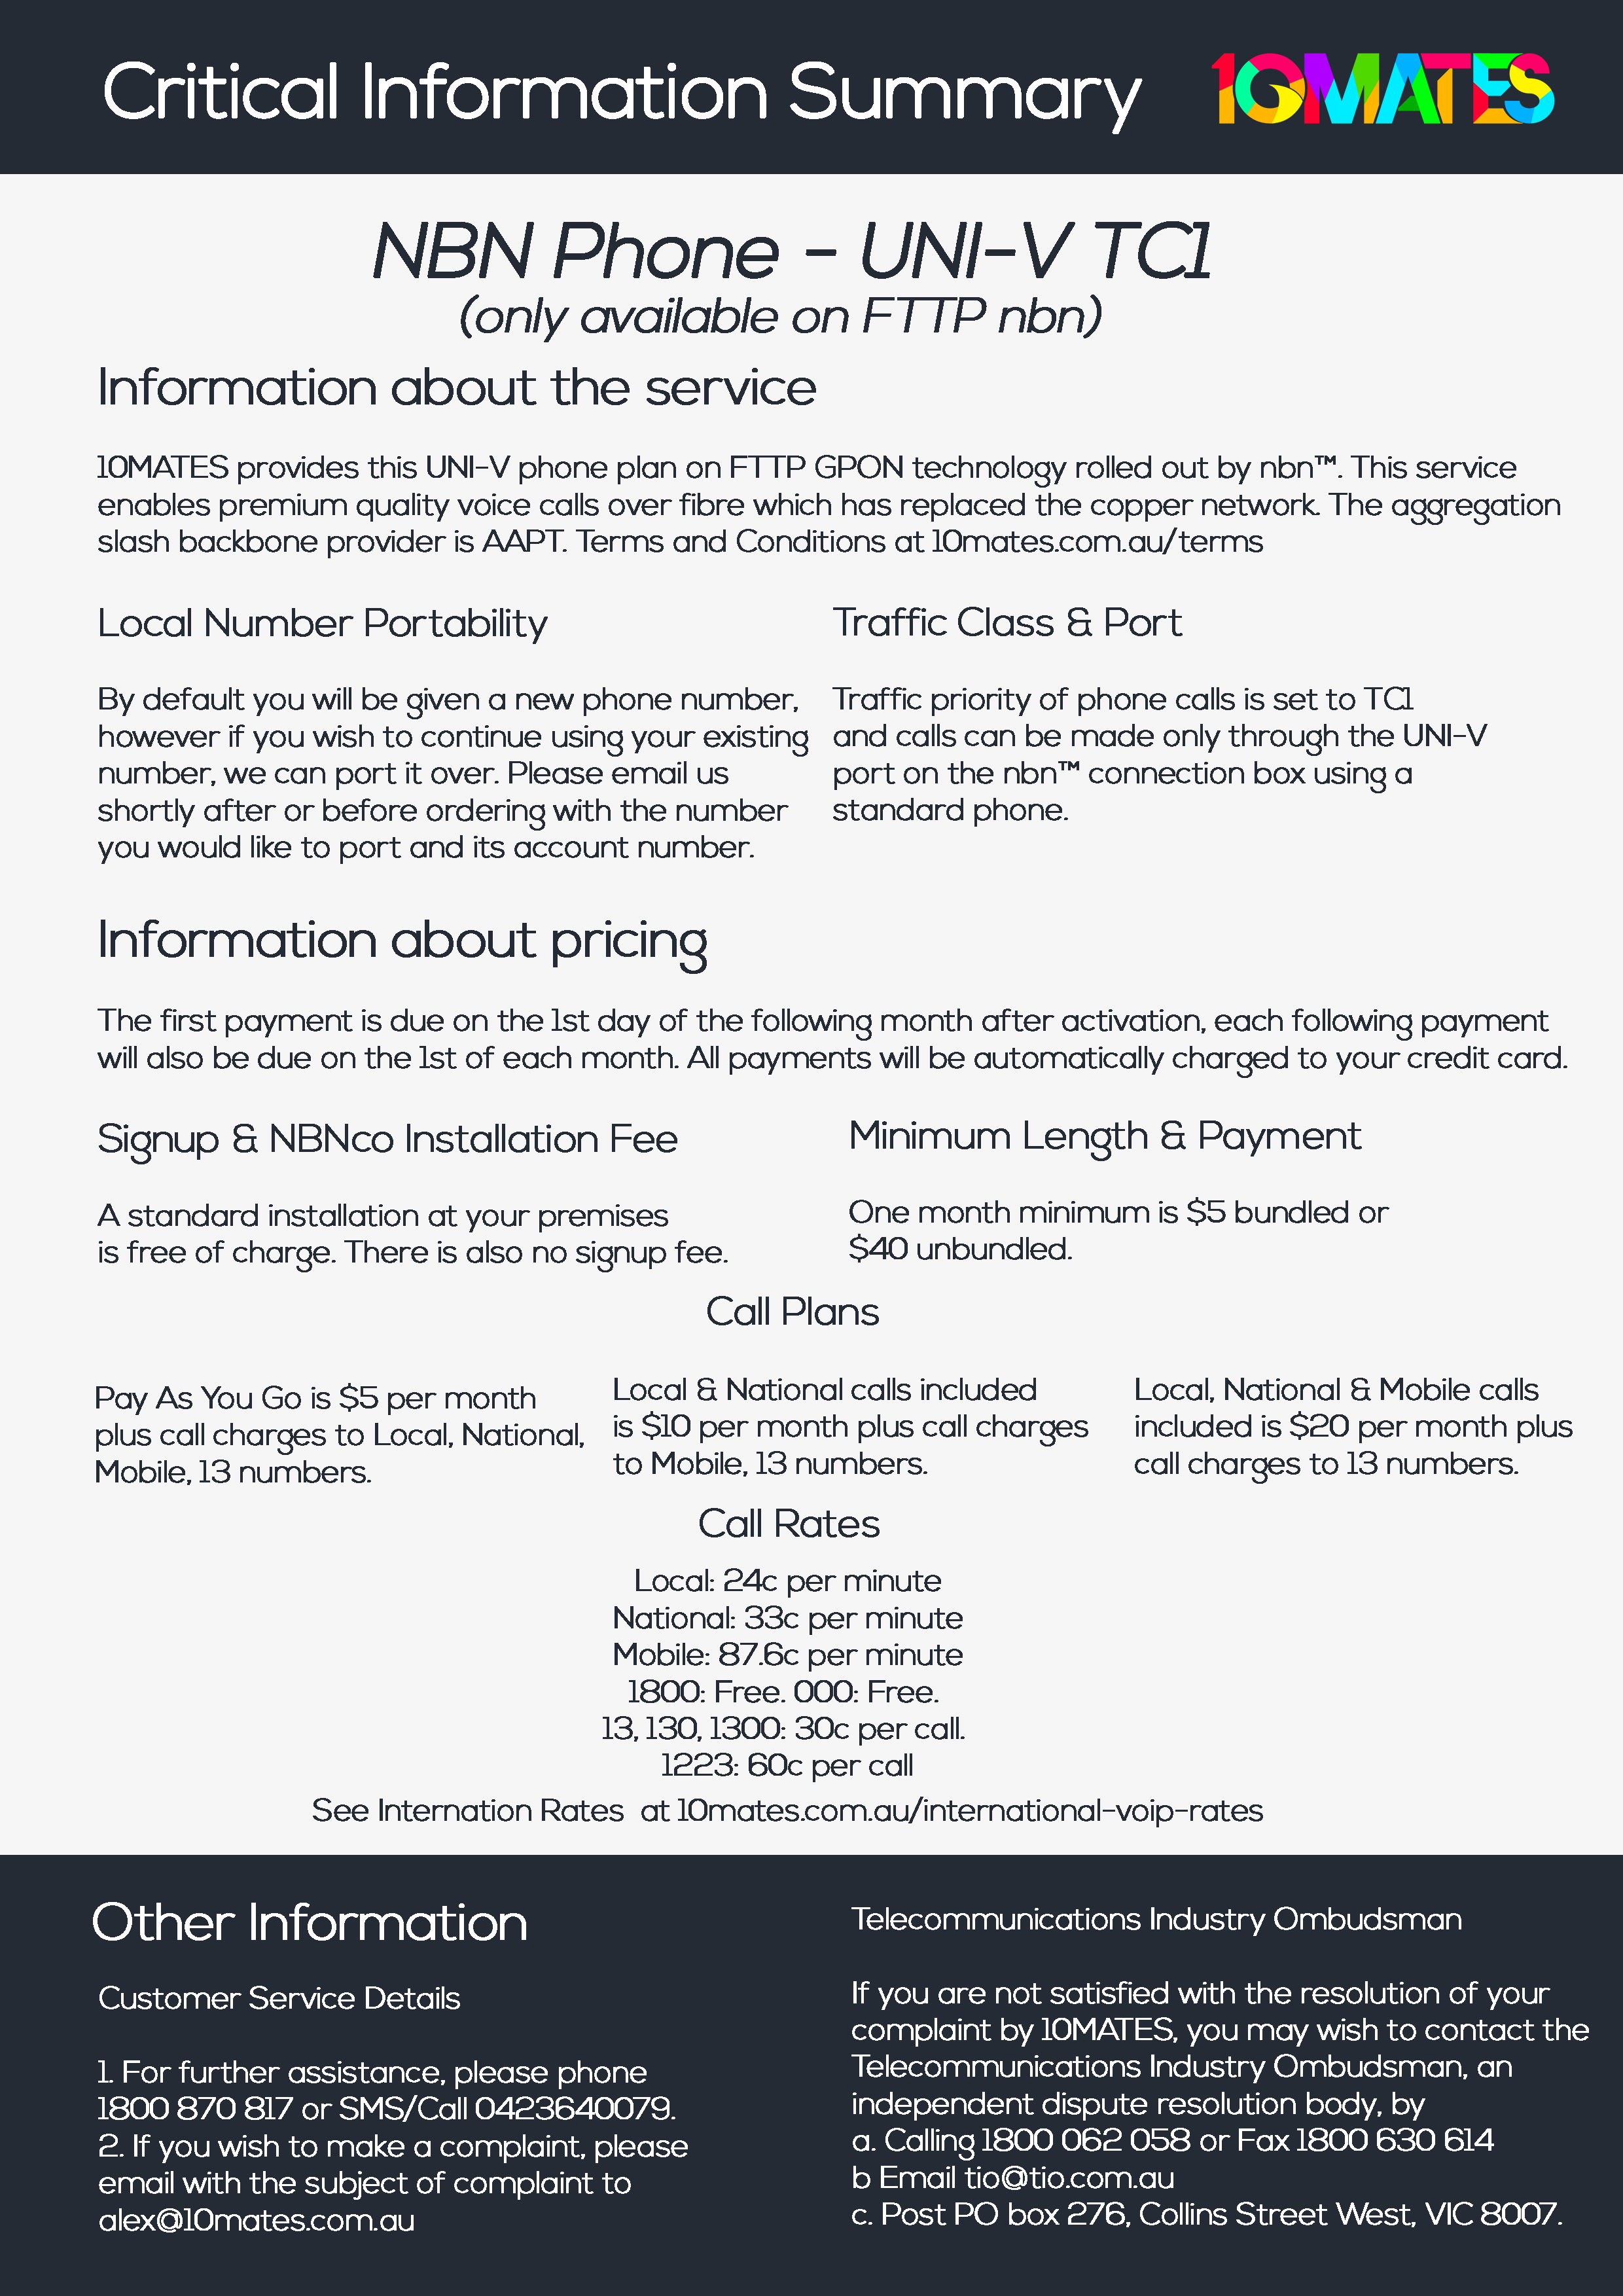 Critical Information Summary
10MATES
NBN Phone - UNI-V TC1
(only available on FTTP nbn)
Information about the service
10MATES provides this UNI-V phone plan on FTTP GPON technology rolled out by nbn™. This service
enables premium quality voice calls over fibre which has replaced the copper network. The aggregation
slash backbone provider is AAPT. Terms and Conditions at 10mates.com.au/terms
Local Number Portability
By default you will be given a new phone number,
however if you wish to continue using your existing
number, we can port it over. Please email us
shortly after or before ordering with the number
you would like to port and its account number.
Traffic Class & Port
Traffic priority of phone calls is set to TC1
and calls can be made only through the UNI-V
port on the nbn™ connection box using a
standard phone.
Information about pricing
The first payment is due on the 1st day of the following month after activation, each following payment
will also be due on the 1st of each month. All payments will be automatically charged to your credit card.
Signup & NBNco Installation Fee
A standard installation at your premises
is free of charge. There is also no signup fee.
Minimum Length & Payment
One month minimum is $5 bundled or
$40 unbundled.
Call Plans
Pay As You Go is $5 per month
plus call charges to Local, National,
Mobile, 13 numbers.
Local & National calls included
is $10 per month plus call charges
to Mobile, 13 numbers.
Local, National & Mobile calls
included is $20 per month plus
call charges to 13 numbers.
Call Rates
Local: 24c per minute
National: 33c per minute
Mobile: 87.6c per minute
1800: Free. 000: Free.
13, 130, 1300: 30c per call.
1223: 60c per call
See Internation Rates at 10mates.com.au/international-voip-rates
Other Information
Customer Service Details
1. For further assistance, please phone
1800 870 817 or SMS/Call 0423640079.
2. If you wish to make a complaint, please
email with the subject of complaint to
alex@10mates.com.au
Telecommunications Industry Ombudsman
If you are not satisfied with the resolution of your
complaint by 10MATES, you may wish to contact the
Telecommunications Industry Ombudsman, an
independent dispute resolution body, by
a. Calling 1800 062 058 or Fax 1800 630 614
b Email tio@tio.com.au
c. Post PO box 276, Collins Street West, VIC 8007.